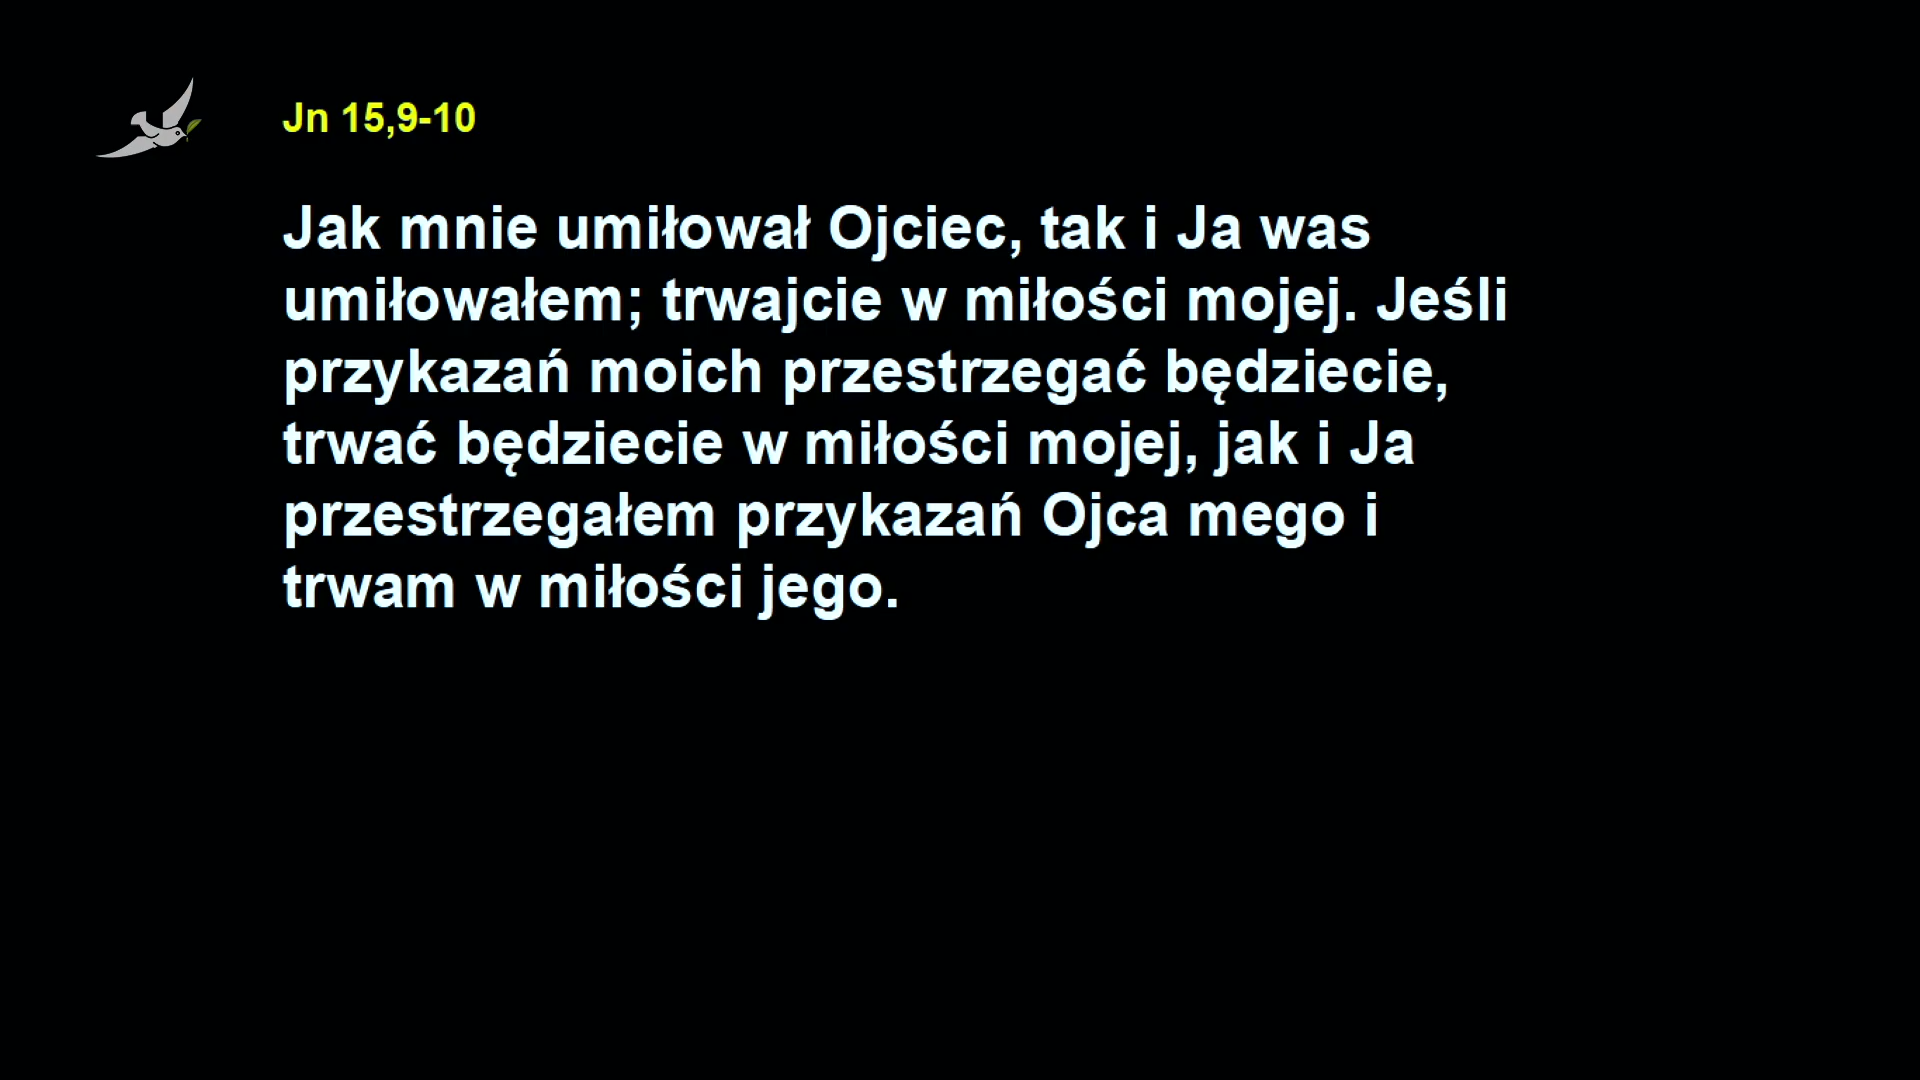 Jn 15,9-10
Jak mnie umiłował Ojciec, tak i Ja was
umiłowałem; trwajcie w miłości mojej. Jeśli
przykazań moich przestrzegać będziecie,
trwać będziecie w miłości mojej, jak i Ja
przestrzegałem przykazań Ojca mego i
trwam w miłości jego.